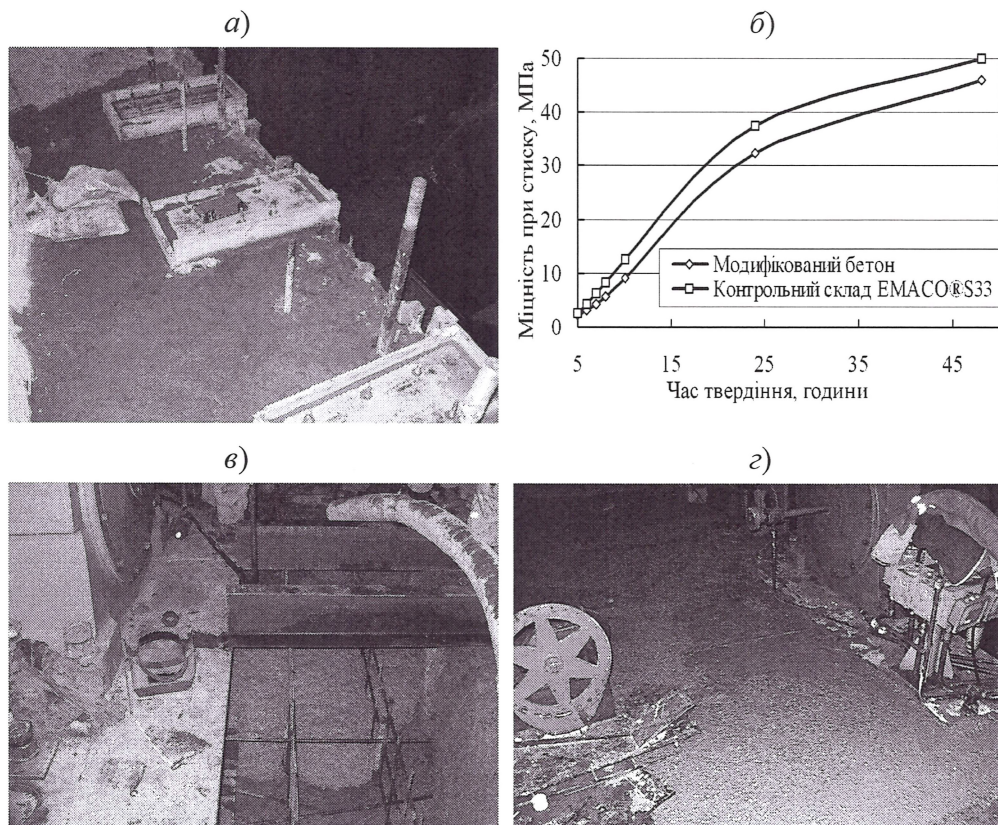 а)
б)
Міцність при стиску, МПа
50
40
30
20
10
0
Модифікований бетон
Контрольний склад EMACO®S33
5
15
25
35
45
Час твердіння, години
в)
г)